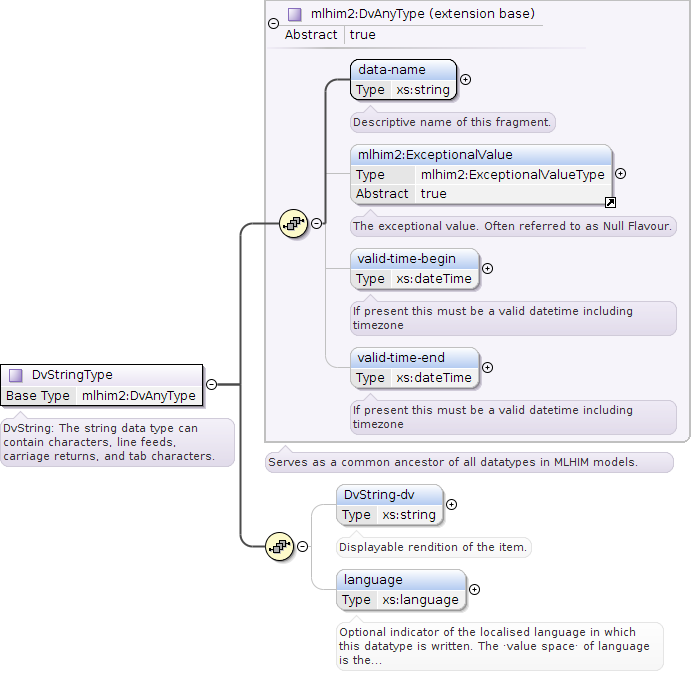 mlhim2:DvAnyType (extension base)
Abstract true
data-name
Type xs:string
Descriptive name of this fragment.
mlhim2:ExceptionalValue
Type mlhim2:ExceptionalValueType
Abstract true
The exceptional value. Often referred to as Null Flavour.
valid-time-begin
Type xs:dateTime
If present this must be a valid datetime including
timezone
valid-time-end
Type xs:dateTime
If present this must be a valid datetime including
timezone
DvStringType
Base Type mlhim2:DvAnyType
DvString: The string data type can
contain characters, line feeds,
carriage returns, and tab characters.
Serves as a common ancestor of all datatypes in MLHIM models.
DvString-dv
Type xs:string
Displayable rendition of the item.
language
Type xs:language
Optional indicator of the localised language in which
this datatype is written. The ·value space· of language
is the...